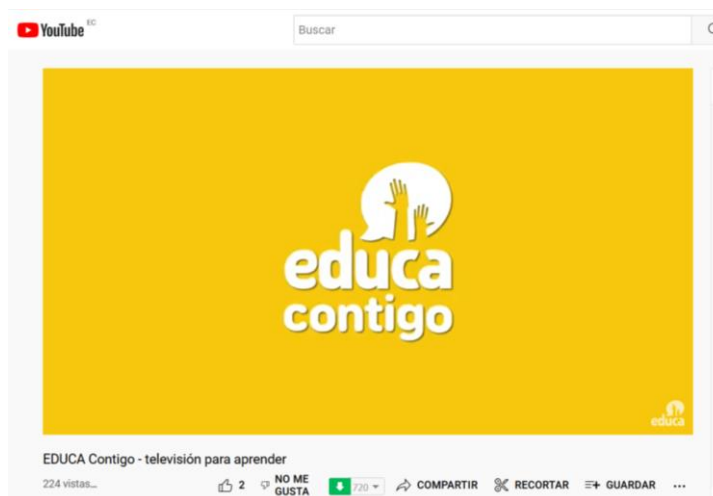 YouTube EC
Buscar
educa
contigo
educa
EDUCA Contigo - televisión para aprender
224 vistas...
2
NO ME
GUSTA
720
COMPARTIR
RECORTAR
GUARDAR
...